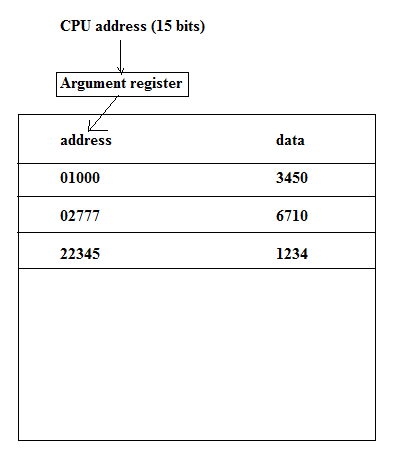 CPU address (15 bits)
Argument register
address data
01000 3450
02777 6710
22345 1234